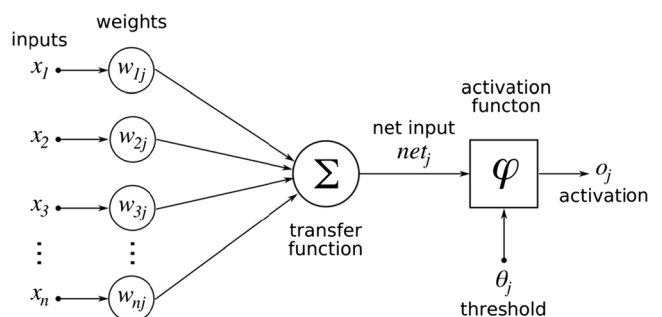 weights
inputs
x1
w1j
activation
functon
x2
w2j
net input
netj
Σ
φ
oj
activation
x3
w3j
transfer
function
⋮
⋮
θj
xn
wnj
threshold